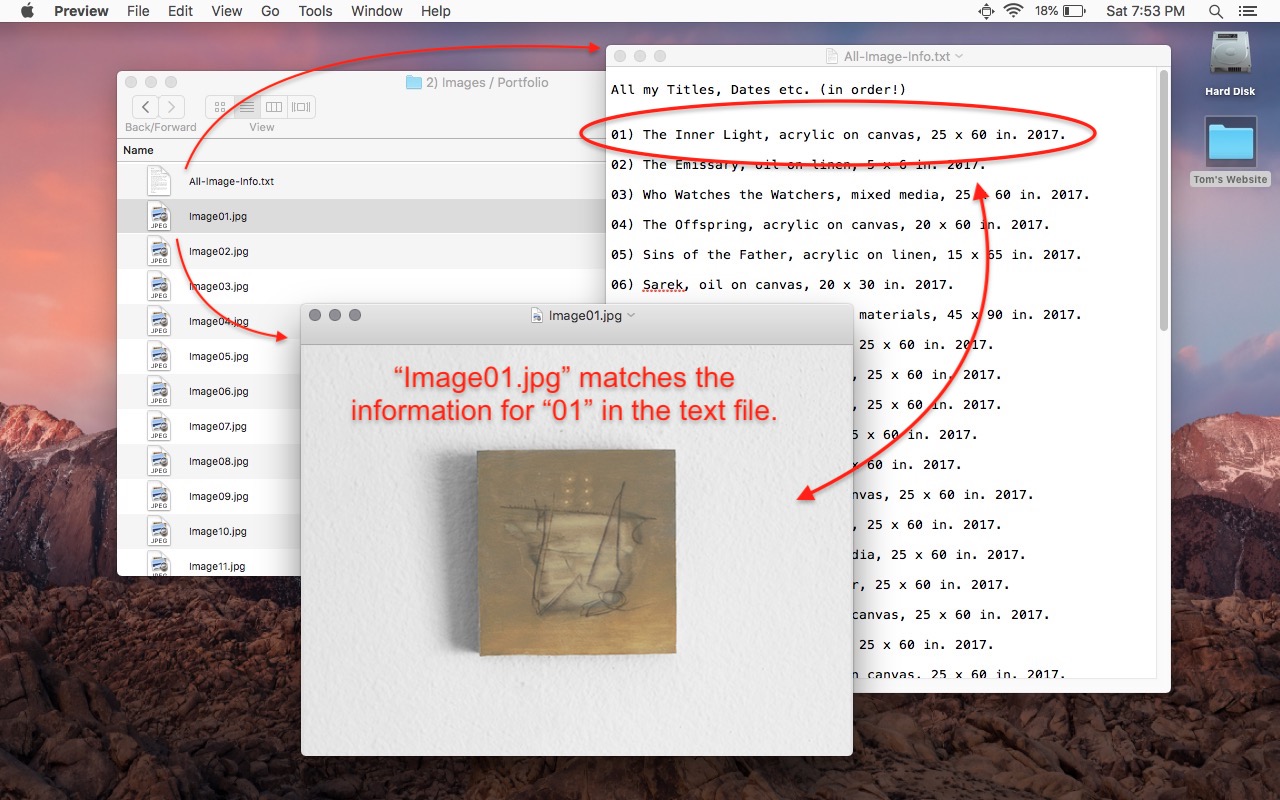 Preview File Edit View Go Tools Window Help 18% Sat 7:53 PM
2) Images / Portfolio
Back/Forward View
Name
All-Image-Info.txt
Image01.jpg
Image02.jpg
Image03.jpg
Image04.jpg
Image05.jpg
Image06.jpg
Image07.jpg
Image08.jpg
Image09.jpg
Image10.jpg
Image11.jpg
JPEG
JPEG
JPEG
JPEG
JPEG
JPEG
JPEG
JPEG
JPEG
JPEG
All-Image-Info.txt
All my Titles, Dates etc. (in order!)
01) The Inner Light, acrylic on canvas, 25 x 60 in. 2017.
02) The Emissary, oil on linen, 5 x 6 in. 2017.
03) Who Watches the Watchers, mixed media, 25 x 60 in. 2017.
04) The Offspring, acrylic on canvas, 20 x 60 in. 2017.
05) Sins of the Father, acrylic on linen, 15 x 65 in. 2017.
06) Sarek, oil on canvas, 20 x 30 in. 2017.
materials, 45 x 90 in. 2017.
25 x 60 in. 2017.
, 25 x 60 in. 2017.
, 25 x 60 in. 2017.
x 60 in. 2017.
x 60 in. 2017.
nvas, 25 x 60 in. 2017.
, 25 x 60 in. 2017.
dia, 25 x 60 in. 2017.
r, 25 x 60 in. 2017.
canvas, 25 x 60 in. 2017.
25 x 60 in. 2017.
n canvas, 25 x 60 in. 2017.
Image01.jpg
“Image01.jpg” matches the
information for “01” in the text file.
Hard Disk
Tom's Website